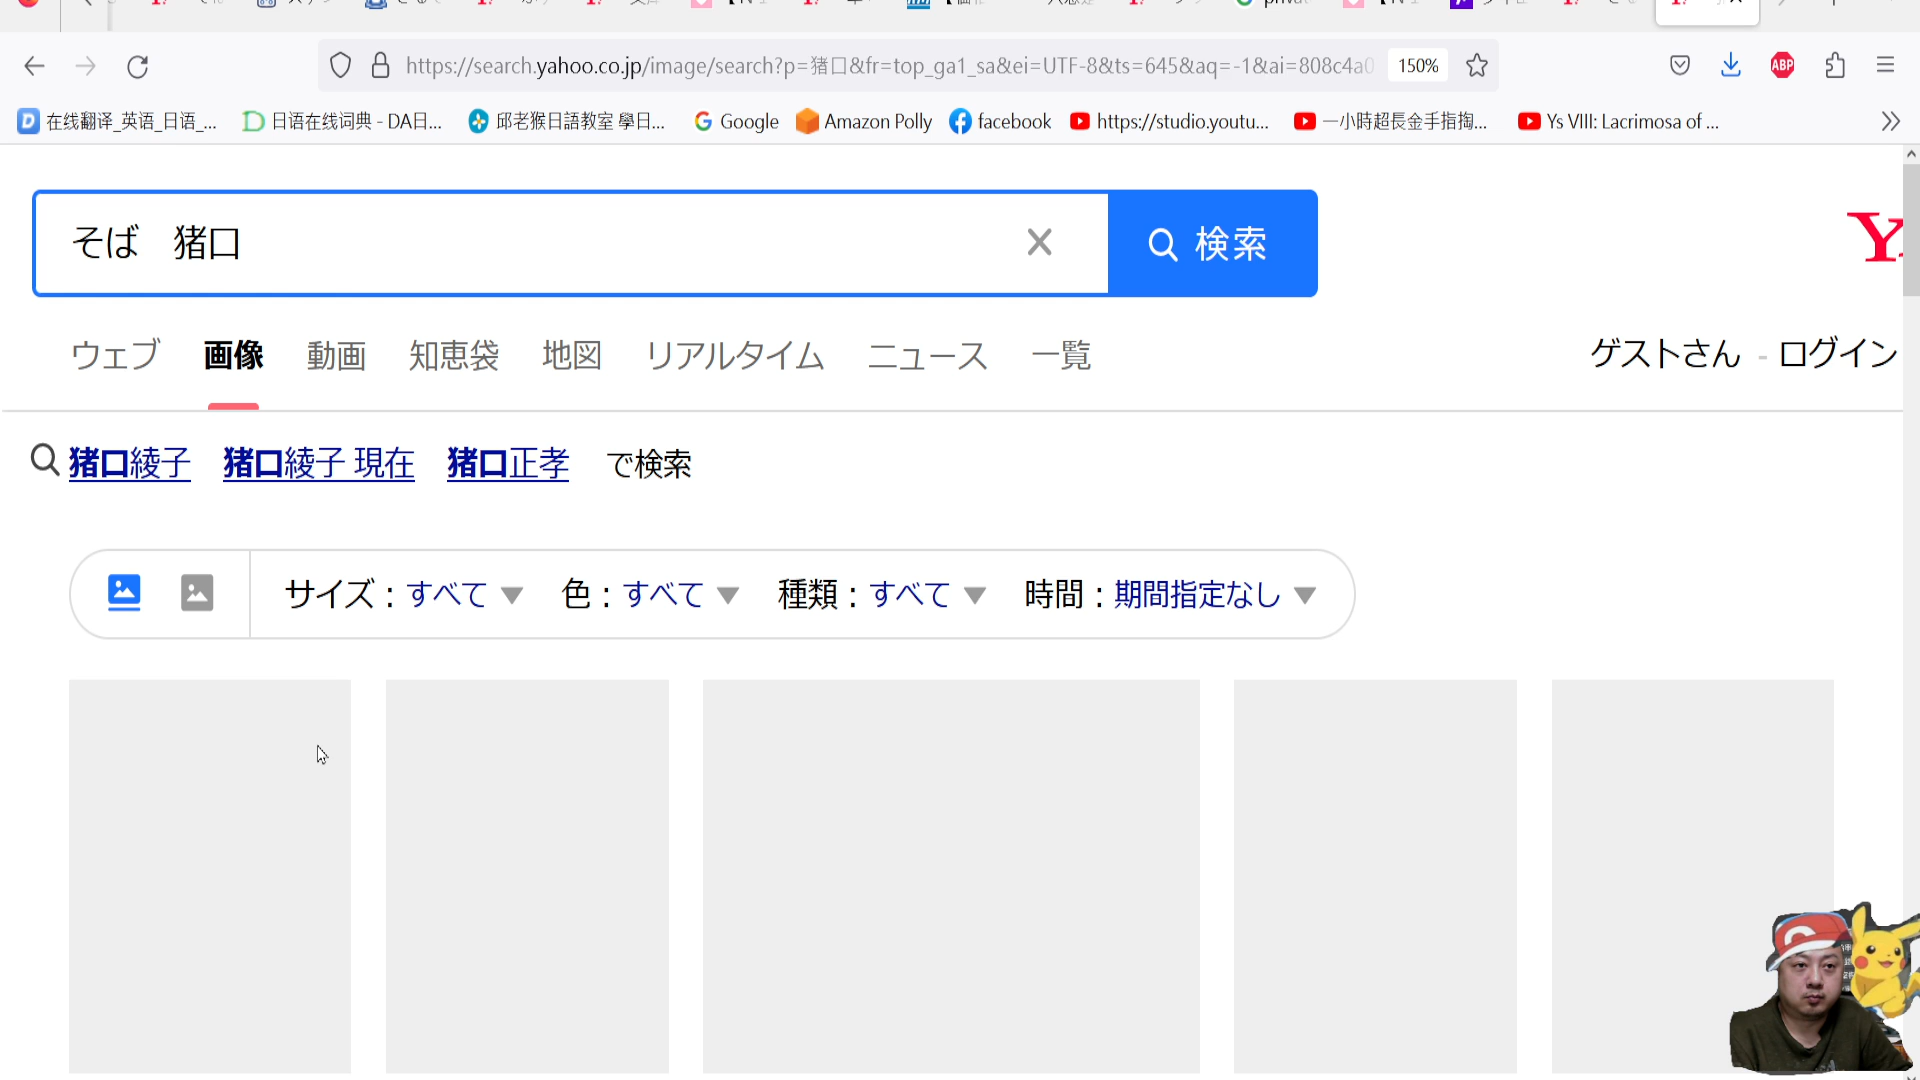 https://search.yahoo.co.jp/image/search?p=猪口&fr=top_ga1_sa&ei=UTF-8&ts=645&aq=-1&ai=808c4a0
150%
ABP
在线翻译_英语_日语_...
日语在线词典 - DA日...
邱老猴日語教室 學日...
Google
Amazon Polly
facebook
https://studio.youtu...
一小時超長金手指掏...
Ys VIII: Lacrimosa of ...
そば　猪口
検索
ウェブ
画像
動画
知恵袋
地図
リアルタイム
ニュース
一覧
ゲストさん - ログイン
猪口綾子 猪口綾子 現在 猪口正孝 で検索
サイズ：すべて 色：すべて 種類：すべて 時間：期間指定なし